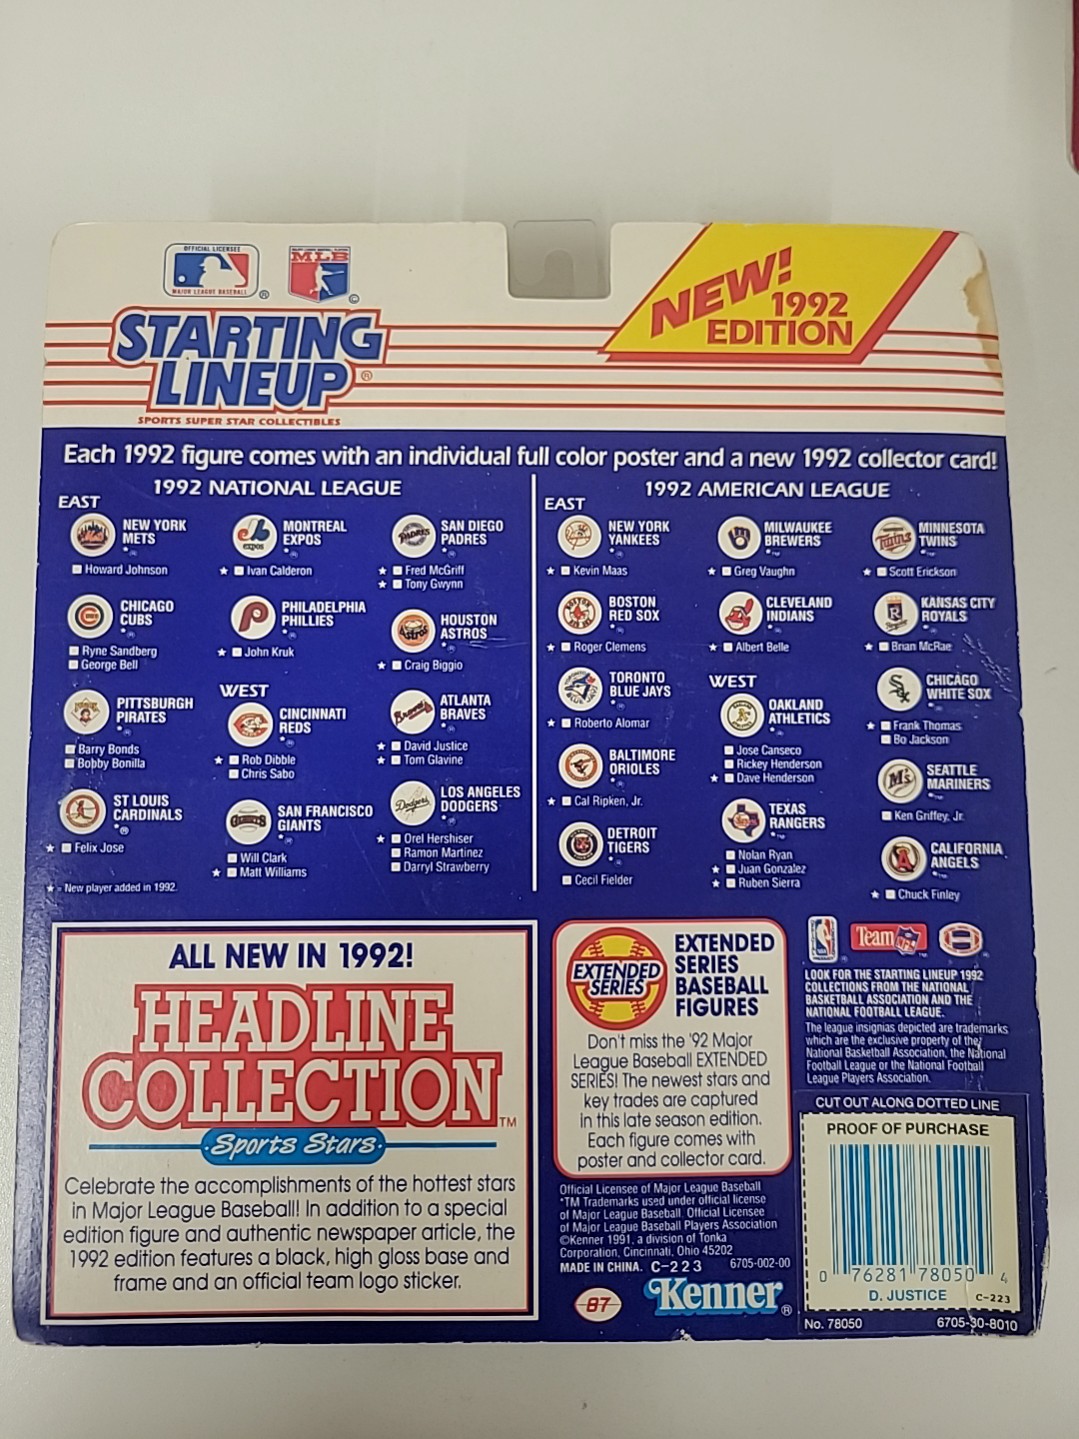 OFFICIAL LICENSEE
MAJOR LEAGUE BASEBALL
®
MLB
©
STARTING
LINEUP®
SPORTS SUPER STAR COLLECTIBLES
NEW!
1992
EDITION
Each 1992 figure comes with an individual full color poster and a new 1992 collector card!
1992 NATIONAL LEAGUE
EAST
Mets
NEW YORK
METS
Howard Johnson
CHICAGO
CUBS
Ryne Sandberg
George Bell
PITTSBURGH
PIRATES
Barry Bonds
Bobby Bonilla
ST LOUIS
CARDINALS
★ Felix Jose
★ = New player added in 1992.
expos
MONTREAL
EXPOS
★ Ivan Calderon
PHILADELPHIA
PHILLIES
★ John Kruk
WEST
CINCINNATI
REDS
★ Rob Dibble
Chris Sabo
SAN FRANCISCO
GIANTS
Will Clark
★ Matt Williams
PADRES
SAN DIEGO
PADRES
★ Fred McGriff
★ Tony Gwynn
Astros
HOUSTON
ASTROS
★ Craig Biggio
Braves
ATLANTA
BRAVES
★ David Justice
★ Tom Glavine
Dodgers
LOS ANGELES
DODGERS
★ Orel Hershiser
Ramon Martinez
Darryl Strawberry
1992 AMERICAN LEAGUE
EAST
NEW YORK
YANKEES
★ Kevin Maas
BOSTON
RED SOX
★ Roger Clemens
TORONTO
BLUE JAYS
★ Roberto Alomar
BALTIMORE
ORIOLES
★ Cal Ripken, Jr.
DETROIT
TIGERS
Cecil Fielder
MILWAUKEE
BREWERS
★ Greg Vaughn
CLEVELAND
INDIANS
★ Albert Belle
WEST
OAKLAND
ATHLETICS
Jose Canseco
Rickey Henderson
★ Dave Henderson
TEXAS
RANGERS
Nolan Ryan
★ Juan Gonzalez
★ Ruben Sierra
Twins
MINNESOTA
TWINS
★ Scott Erickson
KANSAS CITY
ROYALS
★ Brian McRae
CHICAGO
WHITE SOX
★ Frank Thomas
Bo Jackson
SEATTLE
MARINERS
Ken Griffey, Jr.
CALIFORNIA
ANGELS
★ Chuck Finley
ALL NEW IN 1992!
HEADLINE
COLLECTION™
Sports Stars
Celebrate the accomplishments of the hottest stars
in Major League Baseball! In addition to a special
edition figure and authentic newspaper article, the
1992 edition features a black, high gloss base and
frame and an official team logo sticker.
EXTENDED
SERIES
EXTENDED
SERIES
BASEBALL
FIGURES
Don't miss the '92 Major
League Baseball EXTENDED
SERIES! The newest stars and
key trades are captured
in this late season edition.
Each figure comes with
poster and collector card.
Official Licensee of Major League Baseball
*TM Trademarks used under official license
of Major League Baseball. Official Licensee
of Major League Baseball Players Association
©Kenner 1991, a division of Tonka
Corporation, Cincinnati, Ohio 45202
MADE IN CHINA. C-223 6705-002-00
87
Kenner®
NBA
Team NFL
LOOK FOR THE STARTING LINEUP 1992
COLLECTIONS FROM THE NATIONAL
BASKETBALL ASSOCIATION AND THE
NATIONAL FOOTBALL LEAGUE.
The league insignias depicted are trademarks
which are the exclusive property of the
National Basketball Association, the National
Football League or the National Football
League Players Association.
CUT OUT ALONG DOTTED LINE
PROOF OF PURCHASE
0 76281 78050 4
D. JUSTICE C-223
No. 78050 6705-30-8010